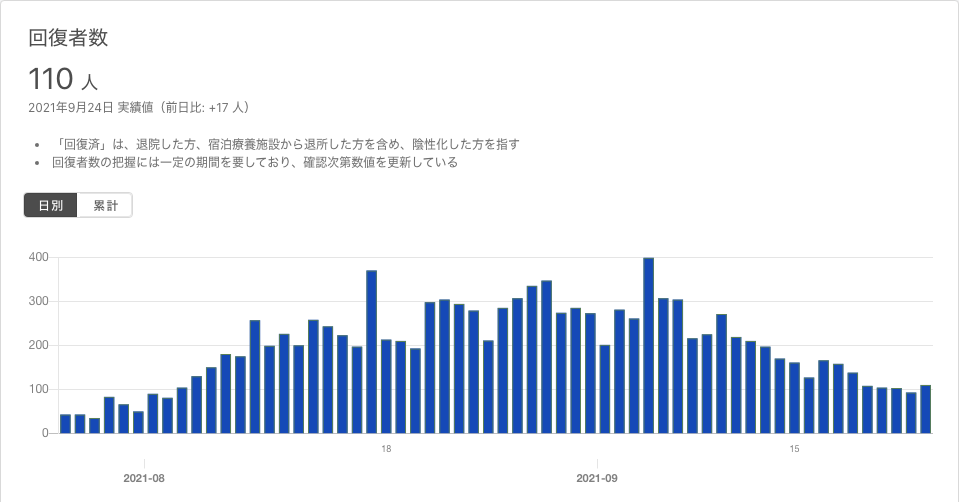 回復者数
110 人
2021年9月24日 実績値（前日比: +17 人）
• 「回復済」は、退院した方、宿泊療養施設から退所した方を含め、陰性化した方を指す
• 回復者数の把握には一定の期間を要しており、確認次第数値を更新している
日別 累計
400
300
200
100
0
18 15
2021-08 2021-09